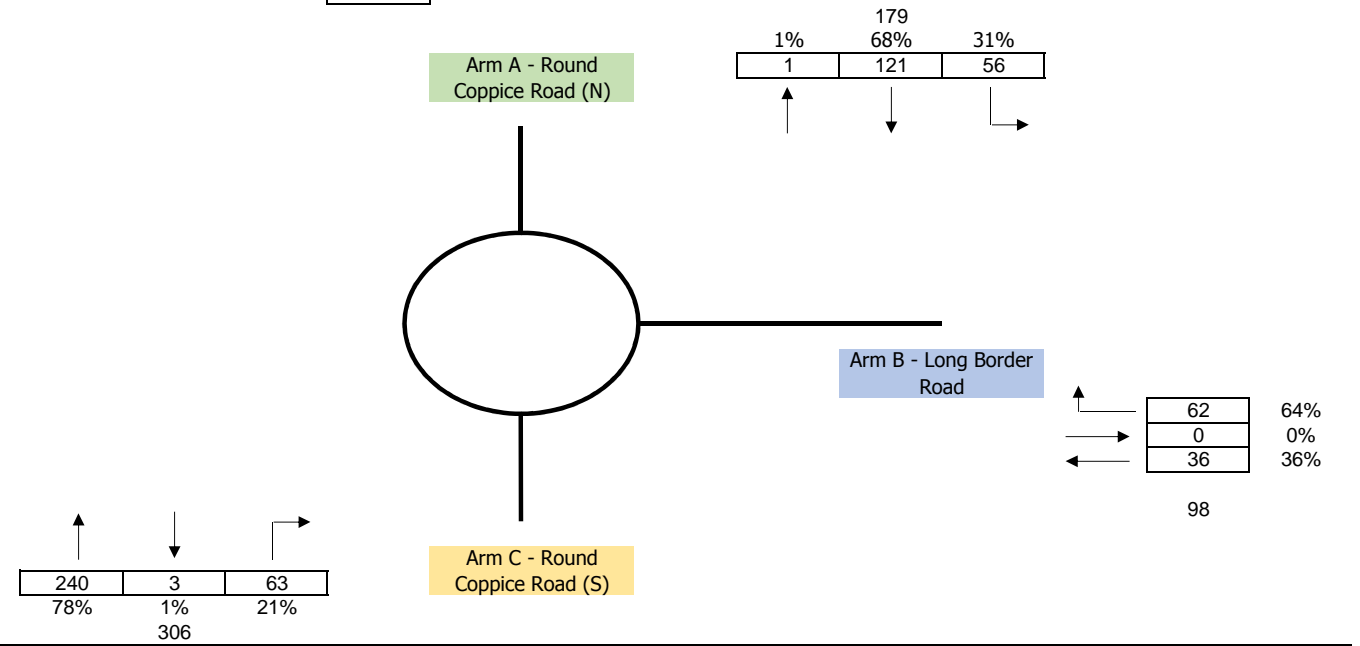 179
1% 68% 31%
1 121 56
Arm A - Round
Coppice Road (N)
Arm B - Long Border
Road
62 64%
0 0%
36 36%
98
Arm C - Round
Coppice Road (S)
240 3 63
78% 1% 21%
306